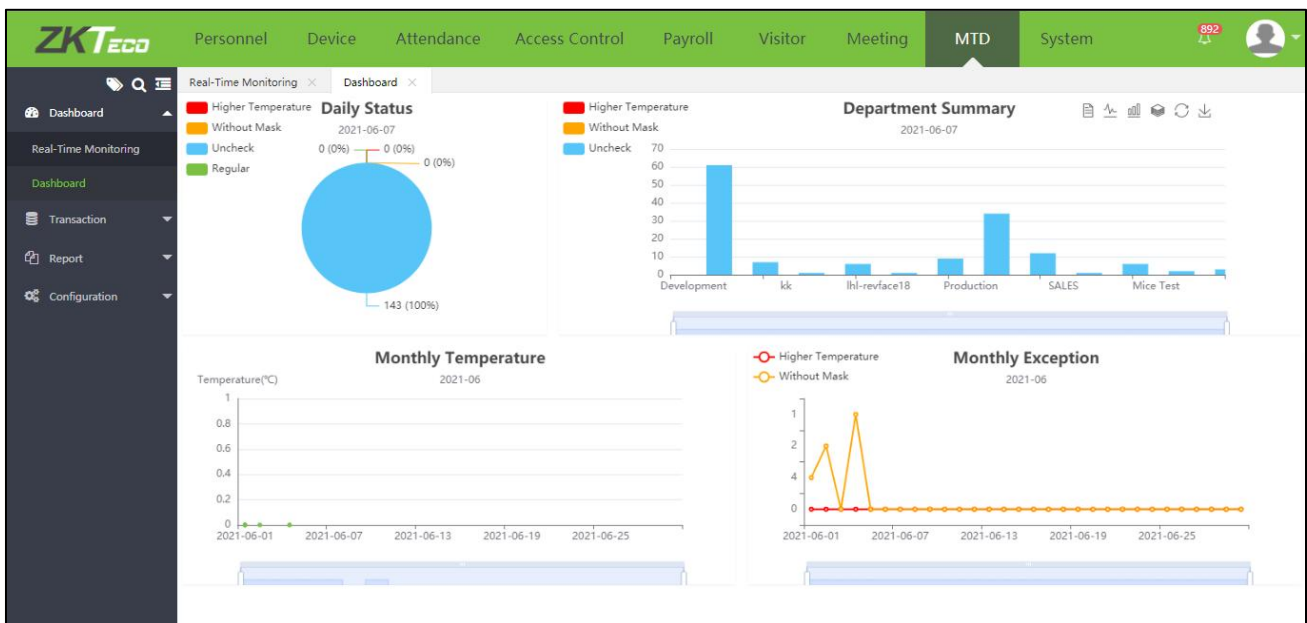 ZKTeco
Personnel Device Attendance Access Control Payroll Visitor Meeting MTD System
892
Real-Time Monitoring × Dashboard ×
Dashboard
Real-Time Monitoring
Dashboard
Transaction
Report
Configuration
Higher Temperature
Without Mask
Uncheck
Regular
Daily Status
2021-06-07
0 (0%) 0 (0%)
0 (0%)
143 (100%)
Higher Temperature
Without Mask
Uncheck
Department Summary
2021-06-07
70
60
50
40
30
20
10
0
Development kk lhl-revface18 Production SALES Mice Test
Monthly Temperature
2021-06
Temperature(℃)
1
0.8
0.6
0.4
0.2
0
2021-06-01 2021-06-07 2021-06-13 2021-06-19 2021-06-25
Higher Temperature
Without Mask
Monthly Exception
2021-06
1
2
4
0
2021-06-01 2021-06-07 2021-06-13 2021-06-19 2021-06-25